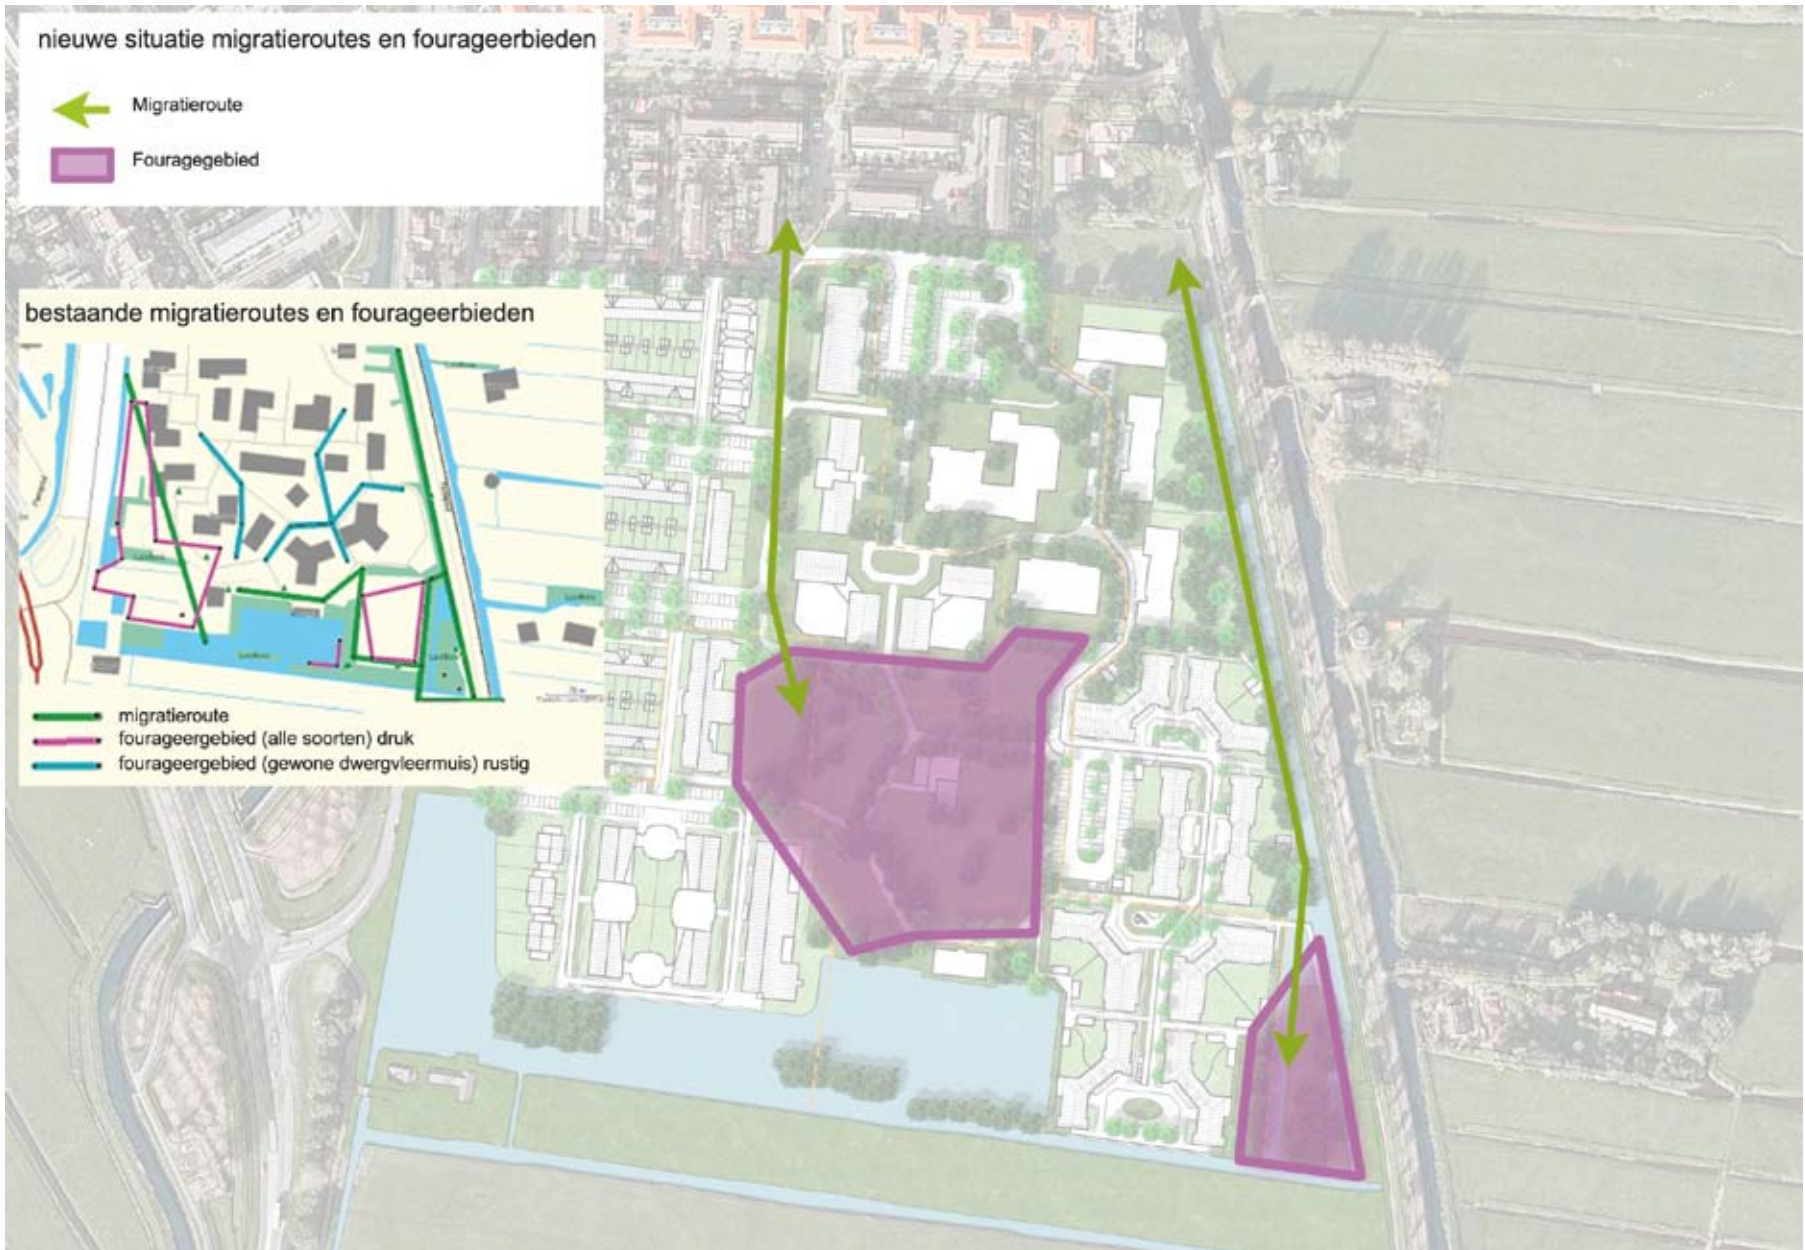 nieuwe situatie migratieroutes en fourageerbieden
Migratieroute
Fouragegebied
bestaande migratieroutes en fourageerbieden
migratieroute
fourageergebied (alle soorten) druk
fourageergebied (gewone dwergvleermuis) rustig